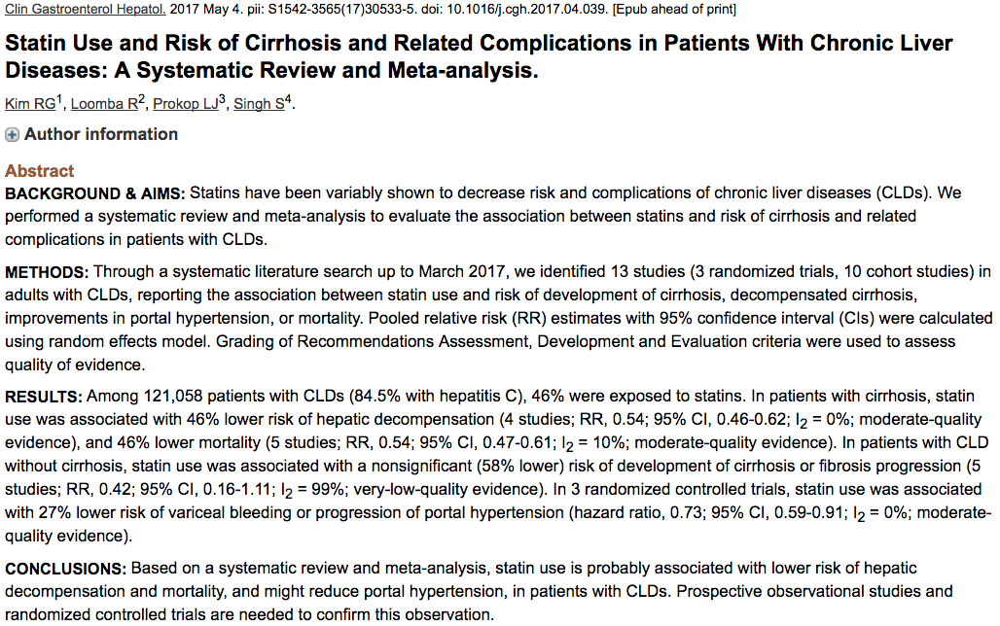 Clin Gastroenterol Hepatol. 2017 May 4. pii: S1542-3565(17)30533-5. doi: 10.1016/j.cgh.2017.04.039. [Epub ahead of print]
Statin Use and Risk of Cirrhosis and Related Complications in Patients With Chronic Liver
Diseases: A Systematic Review and Meta-analysis.
Kim RG1, Loomba R2, Prokop LJ3, Singh S4.
Author information
Abstract
BACKGROUND & AIMS: Statins have been variably shown to decrease risk and complications of chronic liver diseases (CLDs). We
performed a systematic review and meta-analysis to evaluate the association between statins and risk of cirrhosis and related
complications in patients with CLDs.
METHODS: Through a systematic literature search up to March 2017, we identified 13 studies (3 randomized trials, 10 cohort studies) in
adults with CLDs, reporting the association between statin use and risk of development of cirrhosis, decompensated cirrhosis,
improvements in portal hypertension, or mortality. Pooled relative risk (RR) estimates with 95% confidence interval (CIs) were calculated
using random effects model. Grading of Recommendations Assessment, Development and Evaluation criteria were used to assess
quality of evidence.
RESULTS: Among 121,058 patients with CLDs (84.5% with hepatitis C), 46% were exposed to statins. In patients with cirrhosis, statin
use was associated with 46% lower risk of hepatic decompensation (4 studies; RR, 0.54; 95% CI, 0.46-0.62; I2 = 0%; moderate-quality
evidence), and 46% lower mortality (5 studies; RR, 0.54; 95% CI, 0.47-0.61; I2 = 10%; moderate-quality evidence). In patients with CLD
without cirrhosis, statin use was associated with a nonsignificant (58% lower) risk of development of cirrhosis or fibrosis progression (5
studies; RR, 0.42; 95% CI, 0.16-1.11; I2 = 99%; very-low-quality evidence). In 3 randomized controlled trials, statin use was associated
with 27% lower risk of variceal bleeding or progression of portal hypertension (hazard ratio, 0.73; 95% CI, 0.59-0.91; I2 = 0%; moderate-
quality evidence).
CONCLUSIONS: Based on a systematic review and meta-analysis, statin use is probably associated with lower risk of hepatic
decompensation and mortality, and might reduce portal hypertension, in patients with CLDs. Prospective observational studies and
randomized controlled trials are needed to confirm this observation.